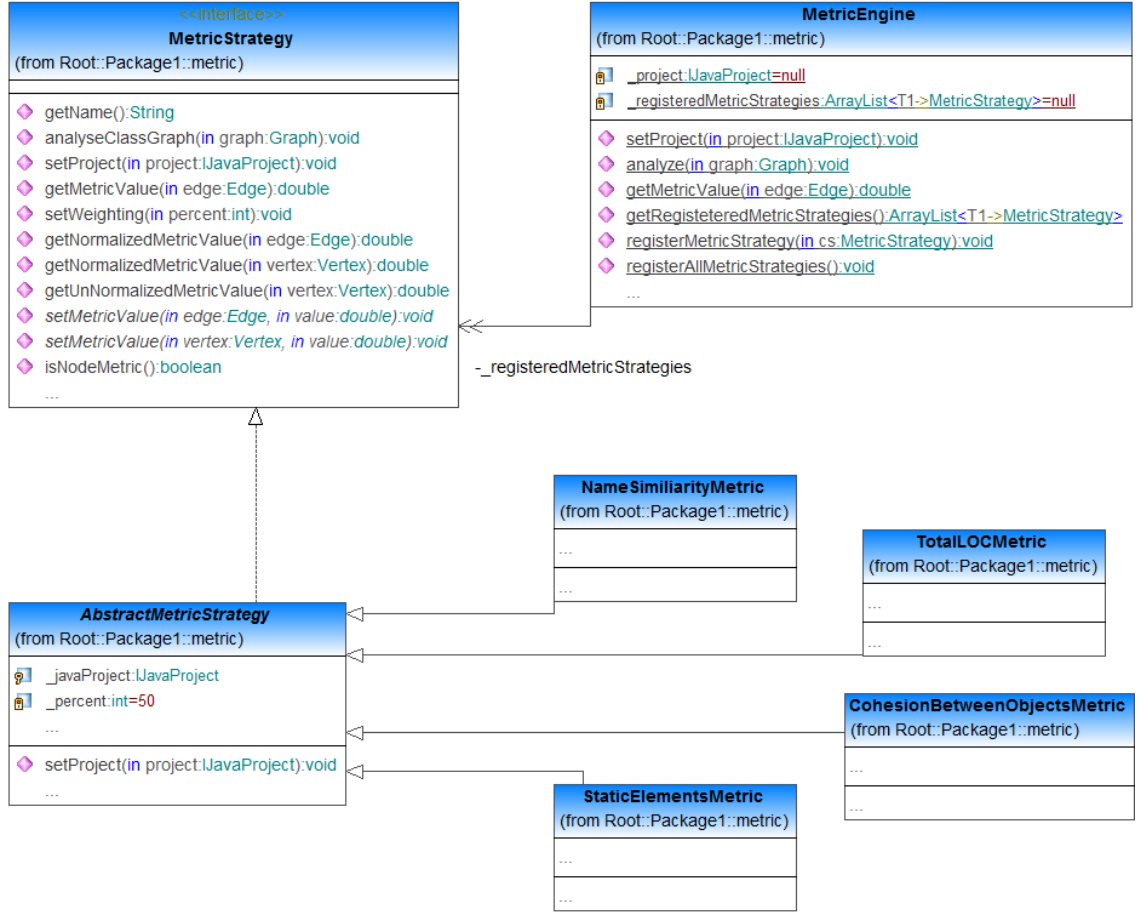 <<interface>>
MetricStrategy
(from Root::Package1::metric)
getName():String
analyseClassGraph(in graph:Graph):void
setProject(in project:IJavaProject):void
getMetricValue(in edge:Edge):double
setWeighting(in percent:int):void
getNormalizedMetricValue(in edge:Edge):double
getNormalizedMetricValue(in vertex:Vertex):double
getUnNormalizedMetricValue(in vertex:Vertex):double
setMetricValue(in edge:Edge, in value:double):void
setMetricValue(in vertex:Vertex, in value:double):void
isNodeMetric():boolean
...
MetricEngine
(from Root::Package1::metric)
_project:IJavaProject=null
_registeredMetricStrategies:ArrayList<T1->MetricStrategy>=null
setProject(in project:IJavaProject):void
analyze(in graph:Graph):void
getMetricValue(in edge:Edge):double
getRegisteteredMetricStrategies():ArrayList<T1->MetricStrategy>
registerMetricStrategy(in cs:MetricStrategy):void
registerAllMetricStrategies():void
...
-_registeredMetricStrategies
NameSimiliarityMetric
(from Root::Package1::metric)
...
...
TotalLOCMetric
(from Root::Package1::metric)
...
...
AbstractMetricStrategy
(from Root::Package1::metric)
_javaProject:IJavaProject
_percent:int=50
...
setProject(in project:IJavaProject):void
...
CohesionBetweenObjectsMetric
(from Root::Package1::metric)
...
...
StaticElementsMetric
(from Root::Package1::metric)
...
...